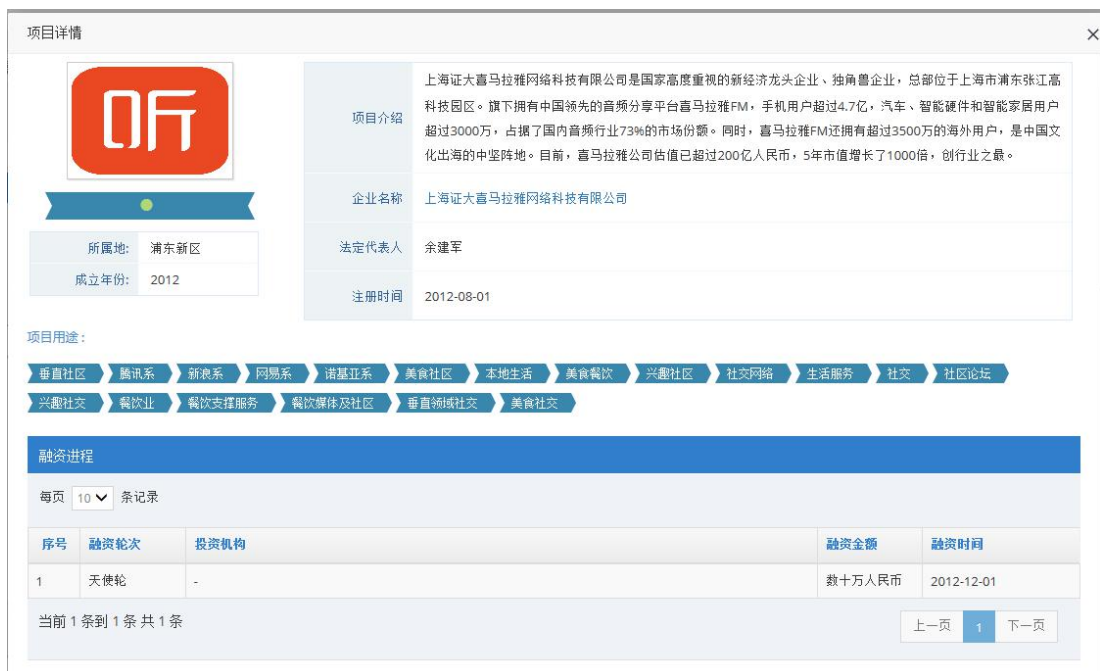 项目详情
×
听
项目介绍
上海证大喜马拉雅网络科技有限公司是国家高度重视的新经济龙头企业、独角兽企业，总部位于上海市浦东张江高
科技园区。旗下拥有中国领先的音频分享平台喜马拉雅FM，手机用户超过4.7亿，汽车、智能硬件和智能家居用户
超过3000万，占据了国内音频行业73%的市场份额。同时，喜马拉雅FM还拥有超过3500万的海外用户，是中国文
化出海的中坚阵地。目前，喜马拉雅公司估值已超过200亿人民币，5年市值增长了1000倍，创行业之最。
企业名称 上海证大喜马拉雅网络科技有限公司
法定代表人 余建军
注册时间 2012-08-01
所属地: 浦东新区
成立年份: 2012
项目用途：
垂直社区 腾讯系 新浪系 网易系 诺基亚系 美食社区 本地生活 美食餐饮 兴趣社区 社交网络 生活服务 社交 社区论坛
兴趣社交 餐饮业 餐饮支撑服务 餐饮媒体及社区 垂直领域社交 美食社交
融资进程
每页 10 条记录
序号 融资轮次 投资机构 融资金额 融资时间
1 天使轮 - 数十万人民币 2012-12-01
当前 1 条到 1 条 共 1 条
上一页 1 下一页